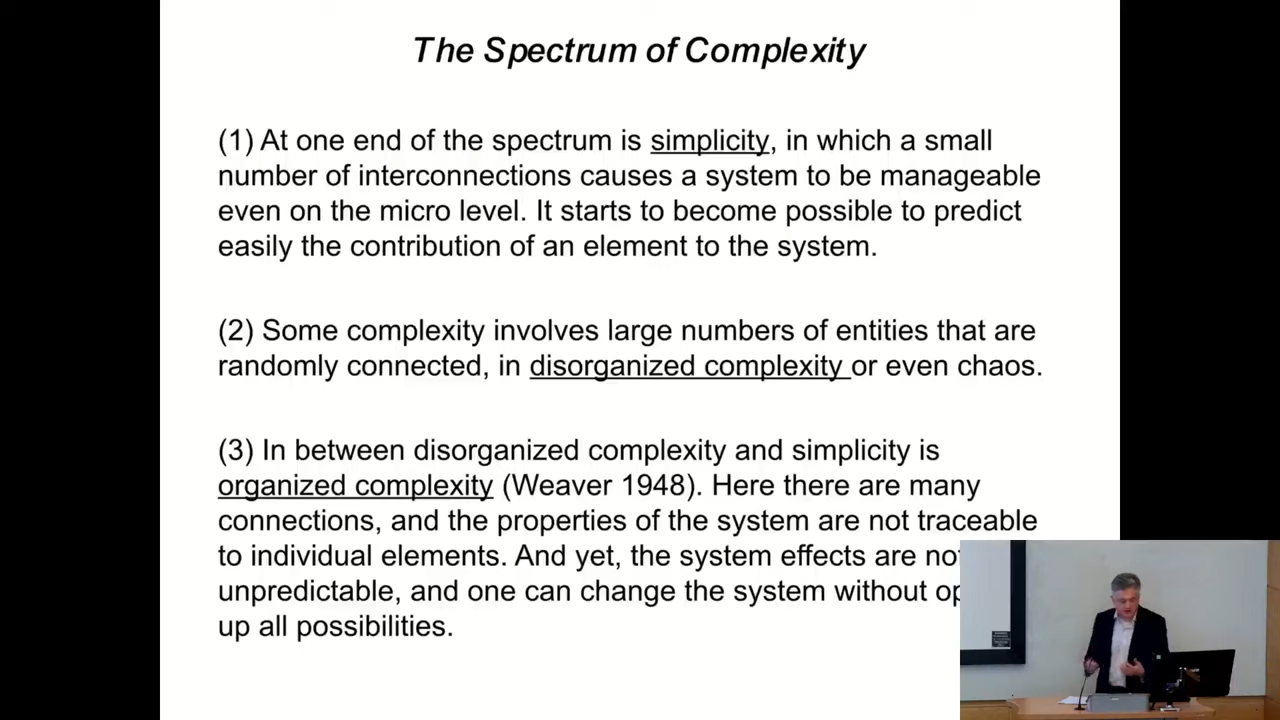 The Spectrum of Complexity
(1) At one end of the spectrum is simplicity, in which a small
number of interconnections causes a system to be manageable
even on the micro level. It starts to become possible to predict
easily the contribution of an element to the system.
(2) Some complexity involves large numbers of entities that are
randomly connected, in disorganized complexity or even chaos.
(3) In between disorganized complexity and simplicity is
organized complexity (Weaver 1948). Here there are many
connections, and the properties of the system are not traceable
to individual elements. And yet, the system effects are not
unpredictable, and one can change the system without op
up all possibilities.